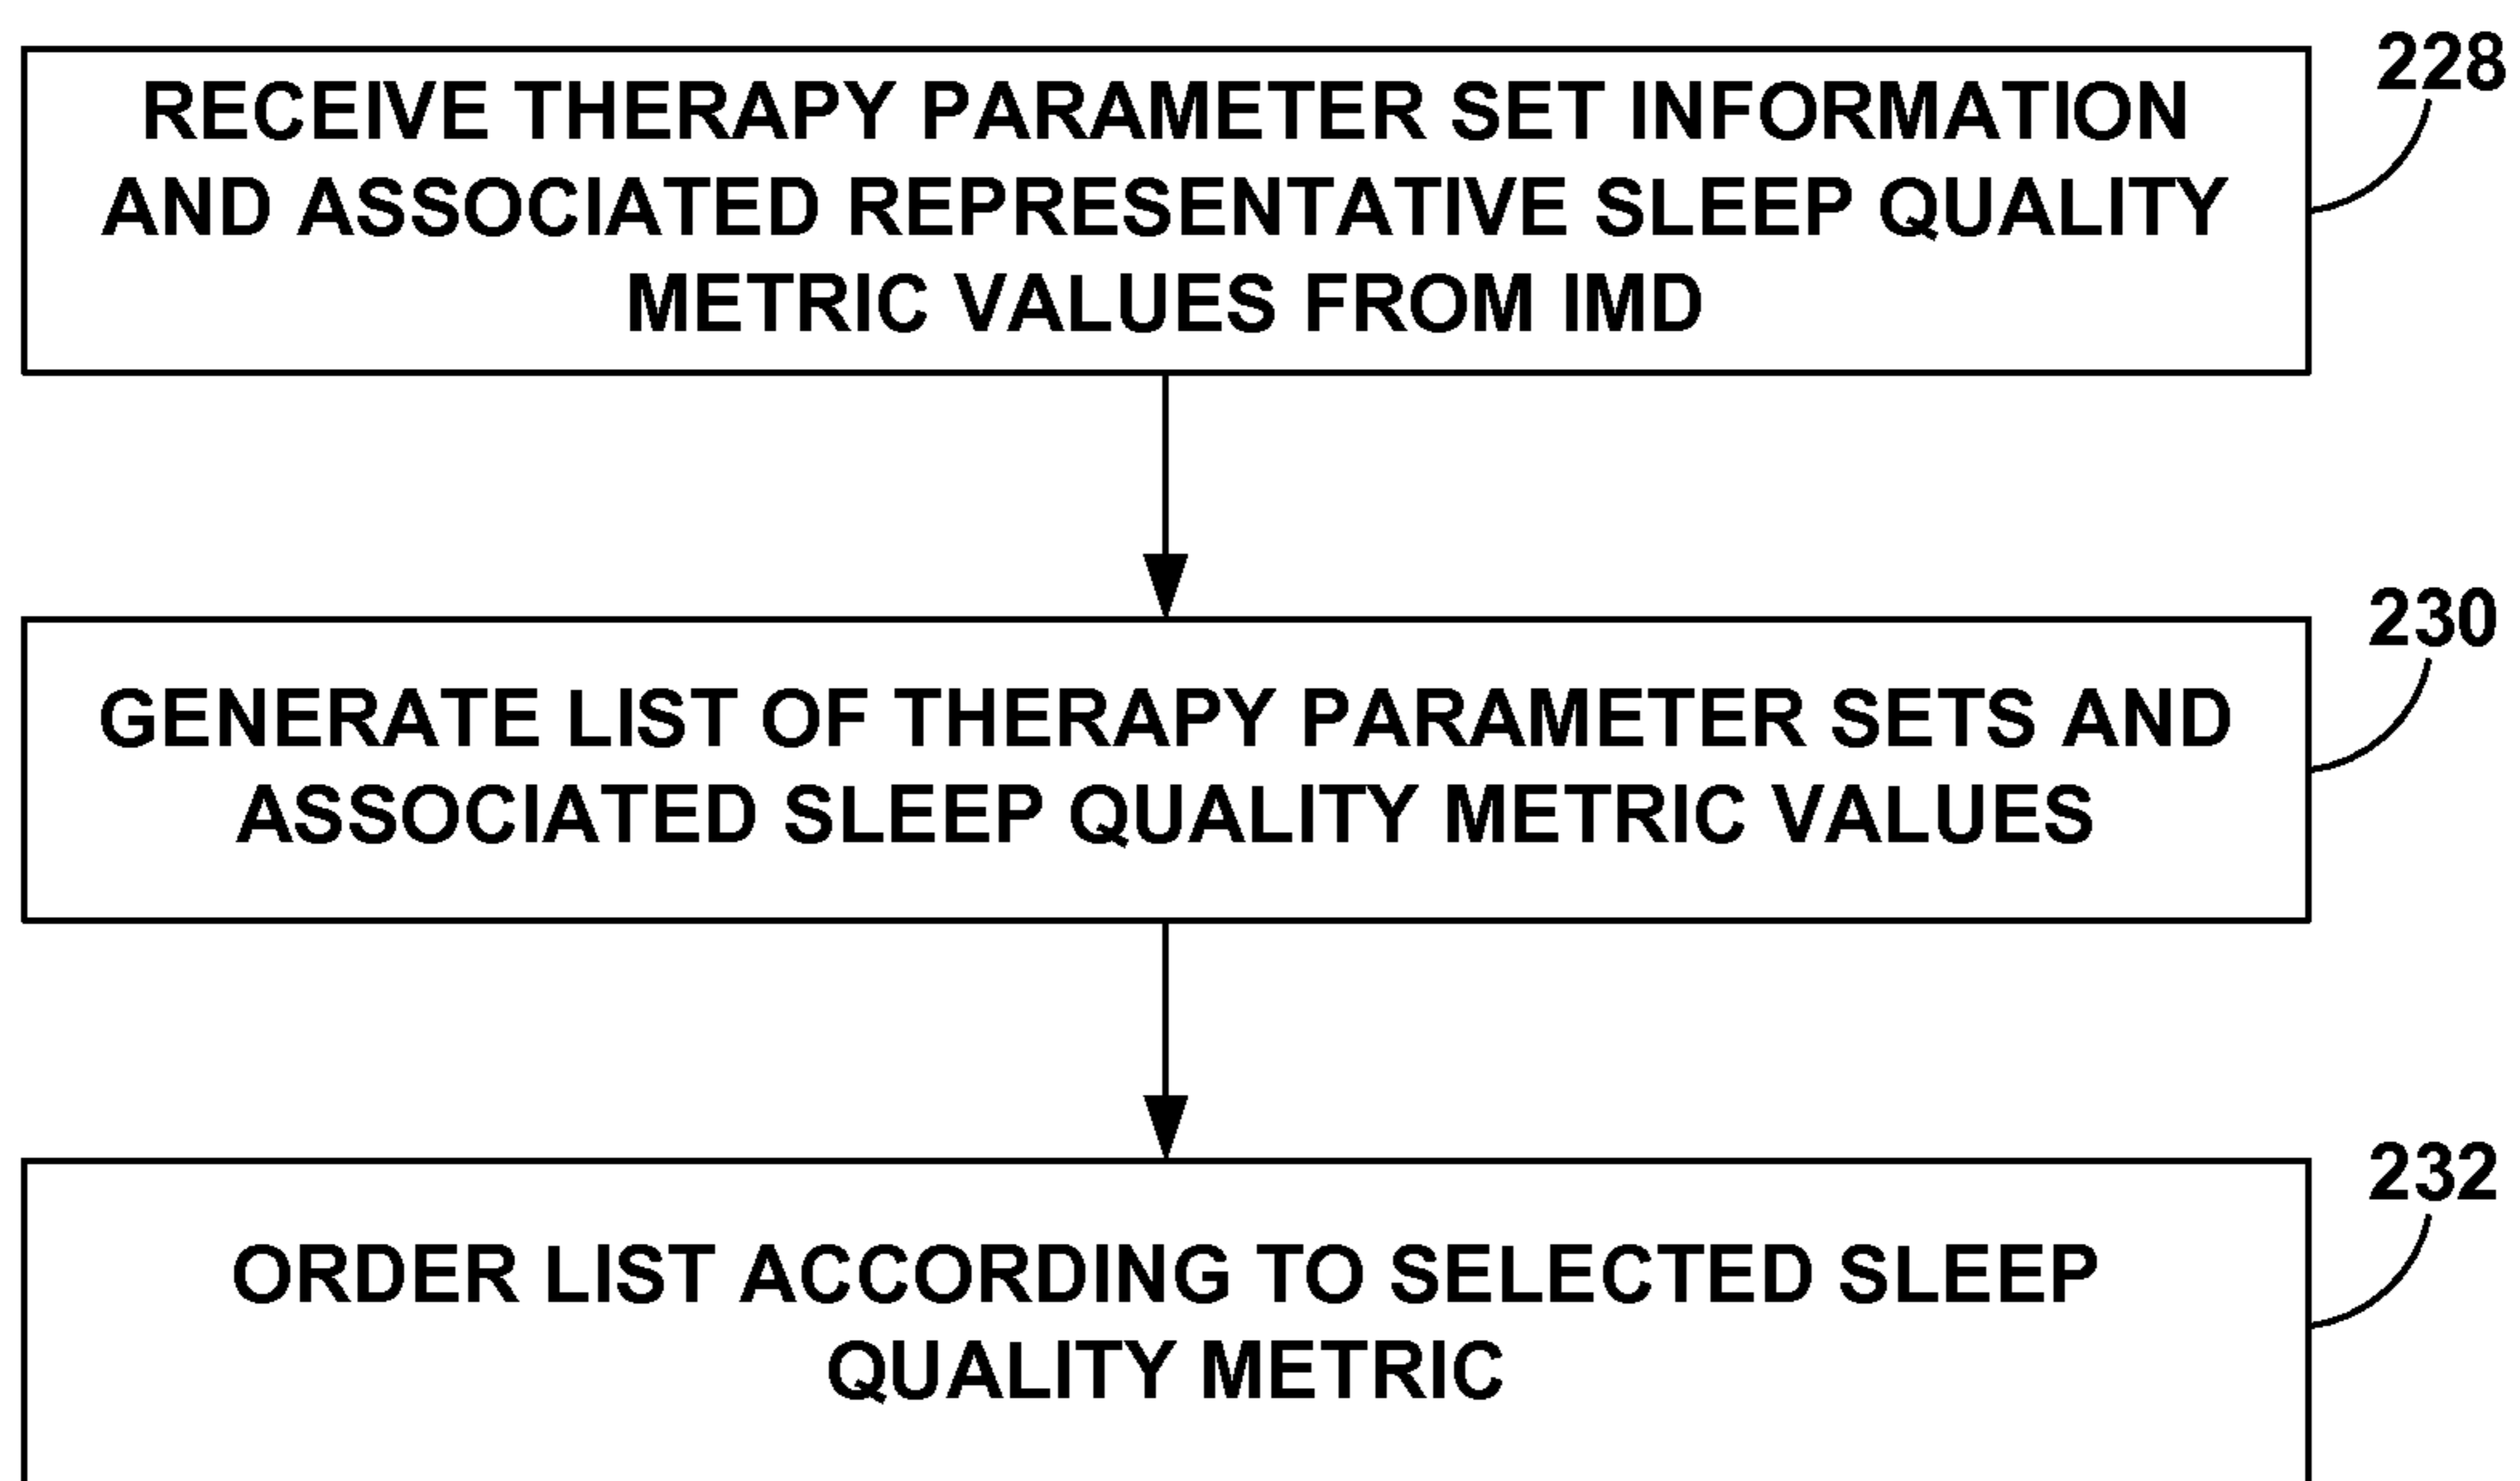 228
RECEIVE THERAPY PARAMETER SET INFORMATION
AND ASSOCIATED REPRESENTATIVE SLEEP QUALITY
METRIC VALUES FROM IMD
230
GENERATE LIST OF THERAPY PARAMETER SETS AND
ASSOCIATED SLEEP QUALITY METRIC VALUES
232
ORDER LIST ACCORDING TO SELECTED SLEEP
QUALITY METRIC